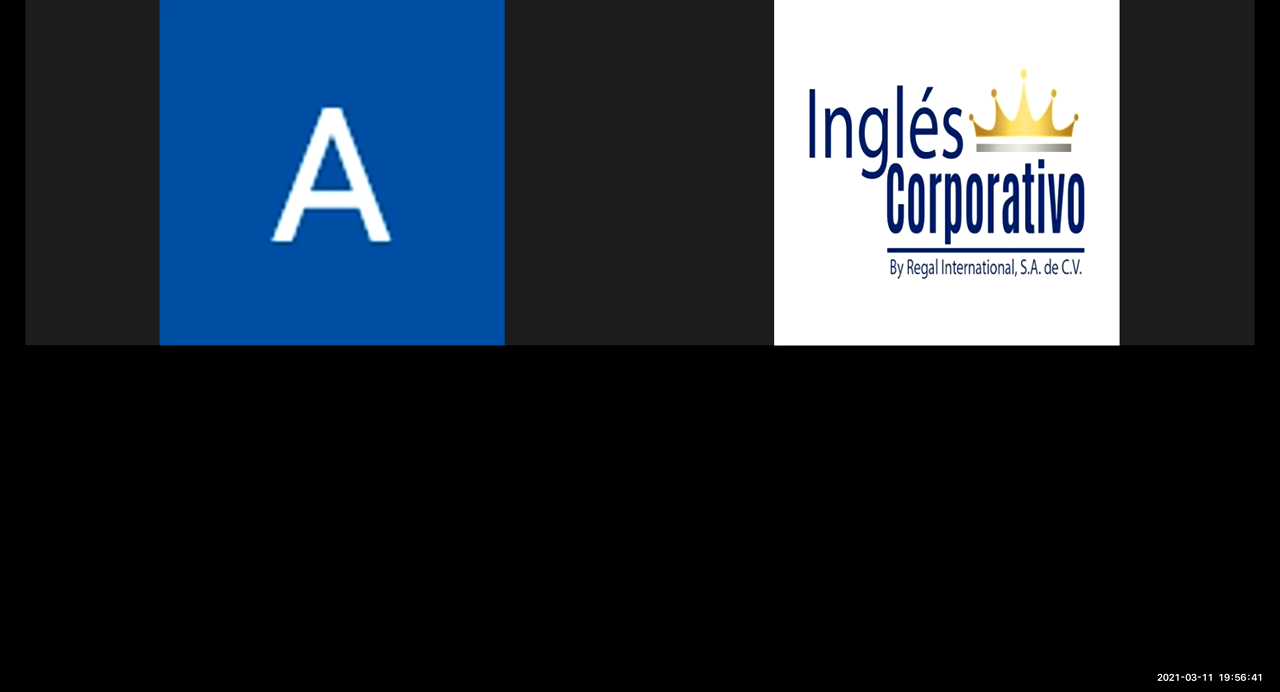 A
Inglés
Corporativo
By Regal International, S.A. de C.V.
2021-03-11 19:56:41